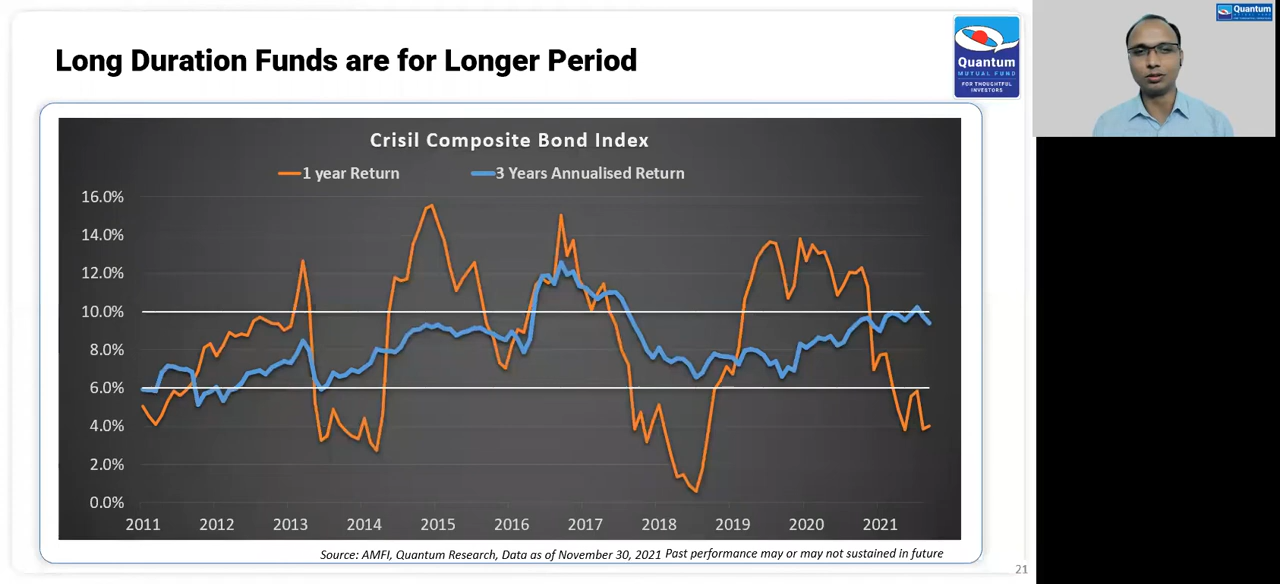 Long Duration Funds are for Longer Period
Quantum
MUTUAL FUND
FOR THOUGHTFUL
INVESTORS
Quantum
Crisil Composite Bond Index
1 year Return
3 Years Annualised Return
16.0%
14.0%
12.0%
10.0%
8.0%
6.0%
4.0%
2.0%
0.0%
2011 2012 2013 2014 2015 2016 2017 2018 2019 2020 2021
Source: AMFI, Quantum Research, Data as of November 30, 2021 Past performance may or may not sustained in future
21